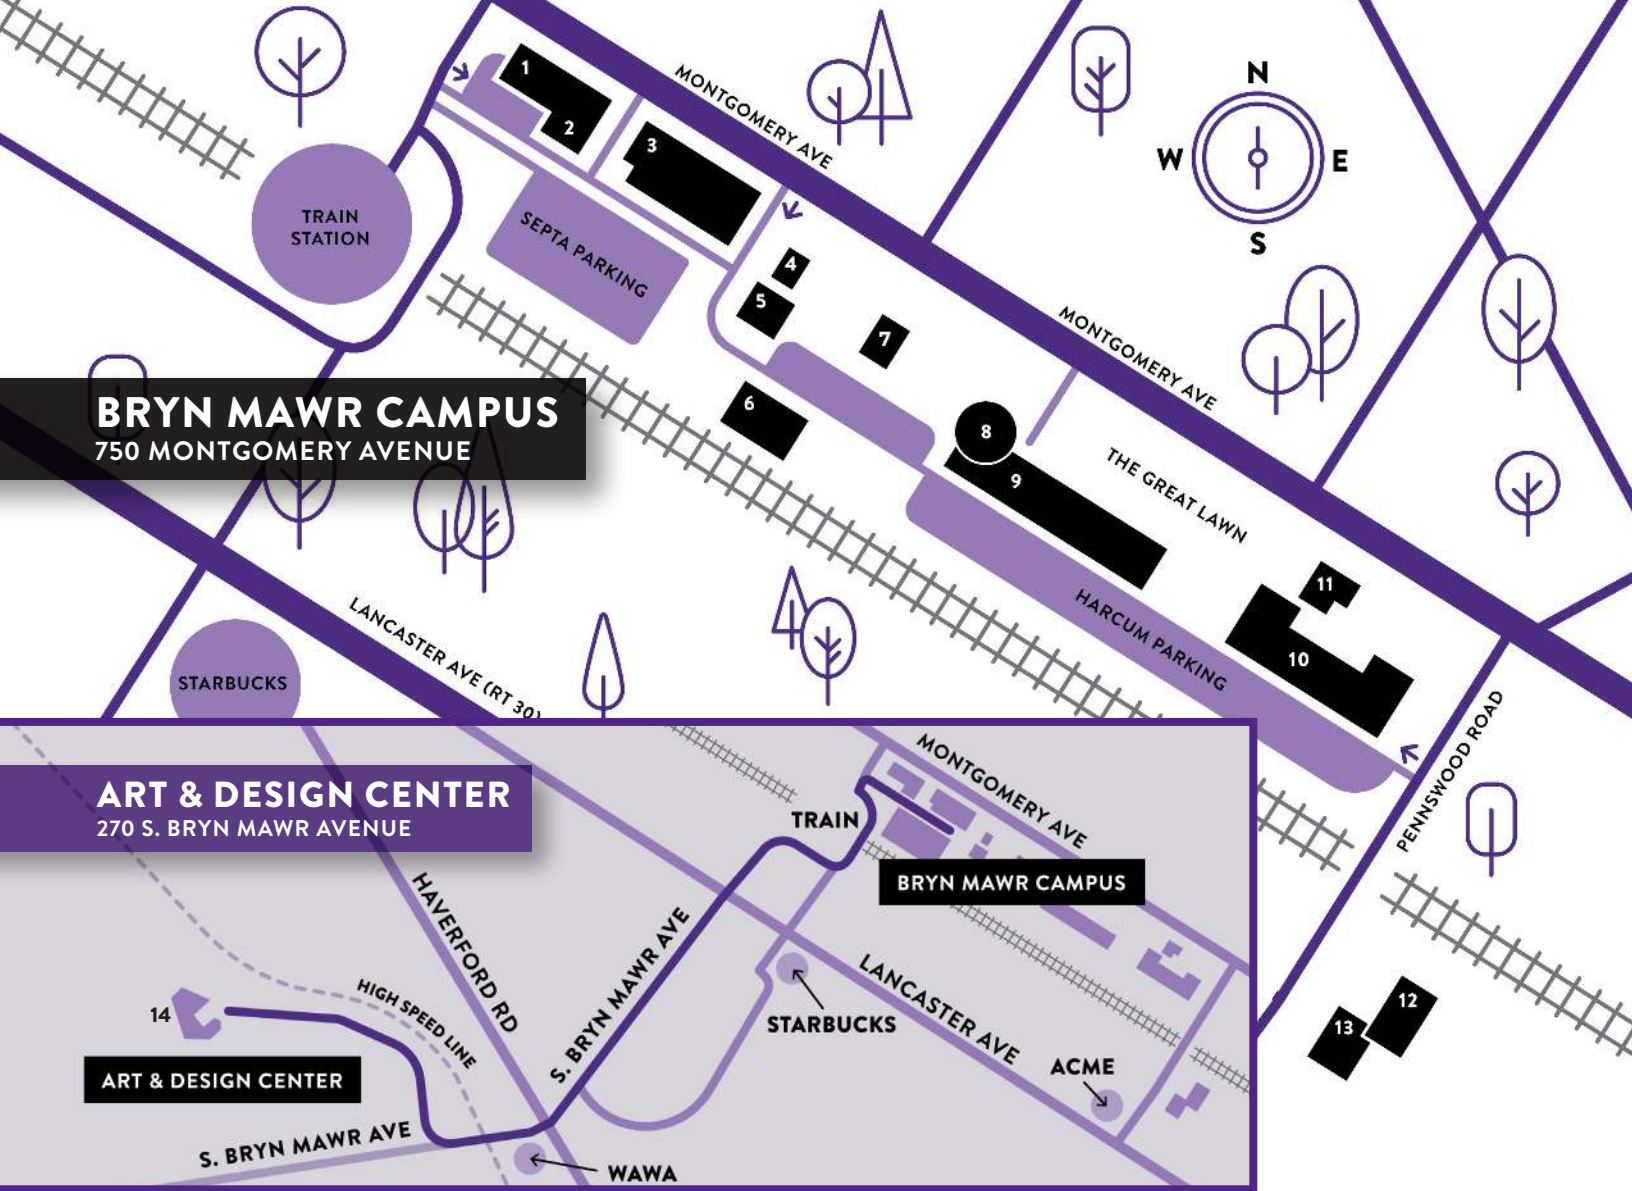 1
2
3
MONTGOMERY AVE
N
W
E
S
TRAIN
STATION
SEPTA PARKING
4
5
7
6
MONTGOMERY AVE
BRYN MAWR CAMPUS
750 MONTGOMERY AVENUE
8
9
THE GREAT LAWN
11
10
HARCUM PARKING
LANCASTER AVE (RT 30)
STARBUCKS
PENNSWOOD ROAD
12
13
ART & DESIGN CENTER
270 S. BRYN MAWR AVENUE
MONTGOMERY AVE
TRAIN
BRYN MAWR CAMPUS
HAVERFORD RD
S. BRYN MAWR AVE
HIGH SPEED LINE
LANCASTER AVE
STARBUCKS
14
ART & DESIGN CENTER
ACME
S. BRYN MAWR AVE
WAWA